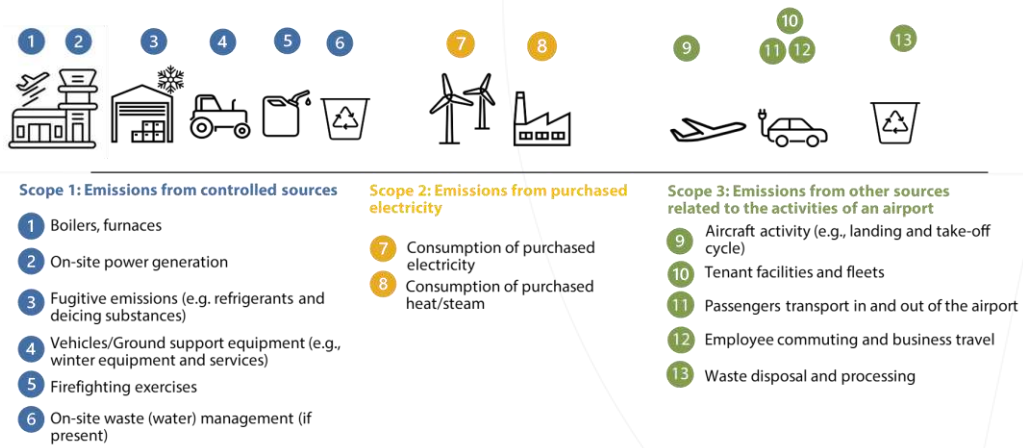 1 2 3 4 5 6 7 8 9 10 11 12 13
Scope 1: Emissions from controlled sources
1 Boilers, furnaces
2 On-site power generation
3 Fugitive emissions (e.g. refrigerants and
deicing substances)
4 Vehicles/Ground support equipment (e.g.,
winter equipment and services)
5 Firefighting exercises
6 On-site waste (water) management (if
present)
Scope 2: Emissions from purchased
electricity
7 Consumption of purchased
electricity
8 Consumption of purchased
heat/steam
Scope 3: Emissions from other sources
related to the activities of an airport
9 Aircraft activity (e.g., landing and take-off
cycle)
10 Tenant facilities and fleets
11 Passengers transport in and out of the airport
12 Employee commuting and business travel
13 Waste disposal and processing